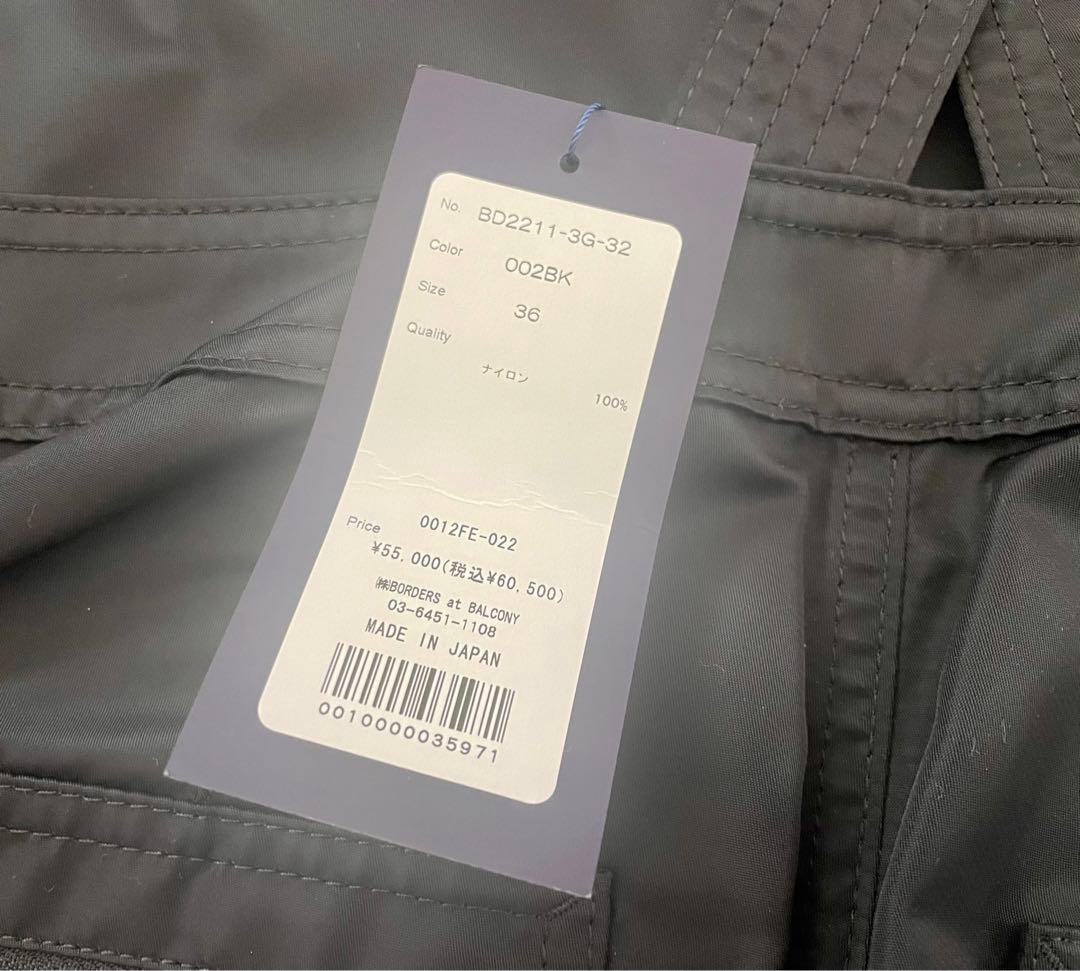 No. BD2211-3G-32
Color 002BK
Size 36
Quality
ナイロン
100%
0012FE-022
Price
¥55,000(税込¥60,500)
㈱BORDERS at BALCONY
03-6451-1108
MADE IN JAPAN
0010000035971